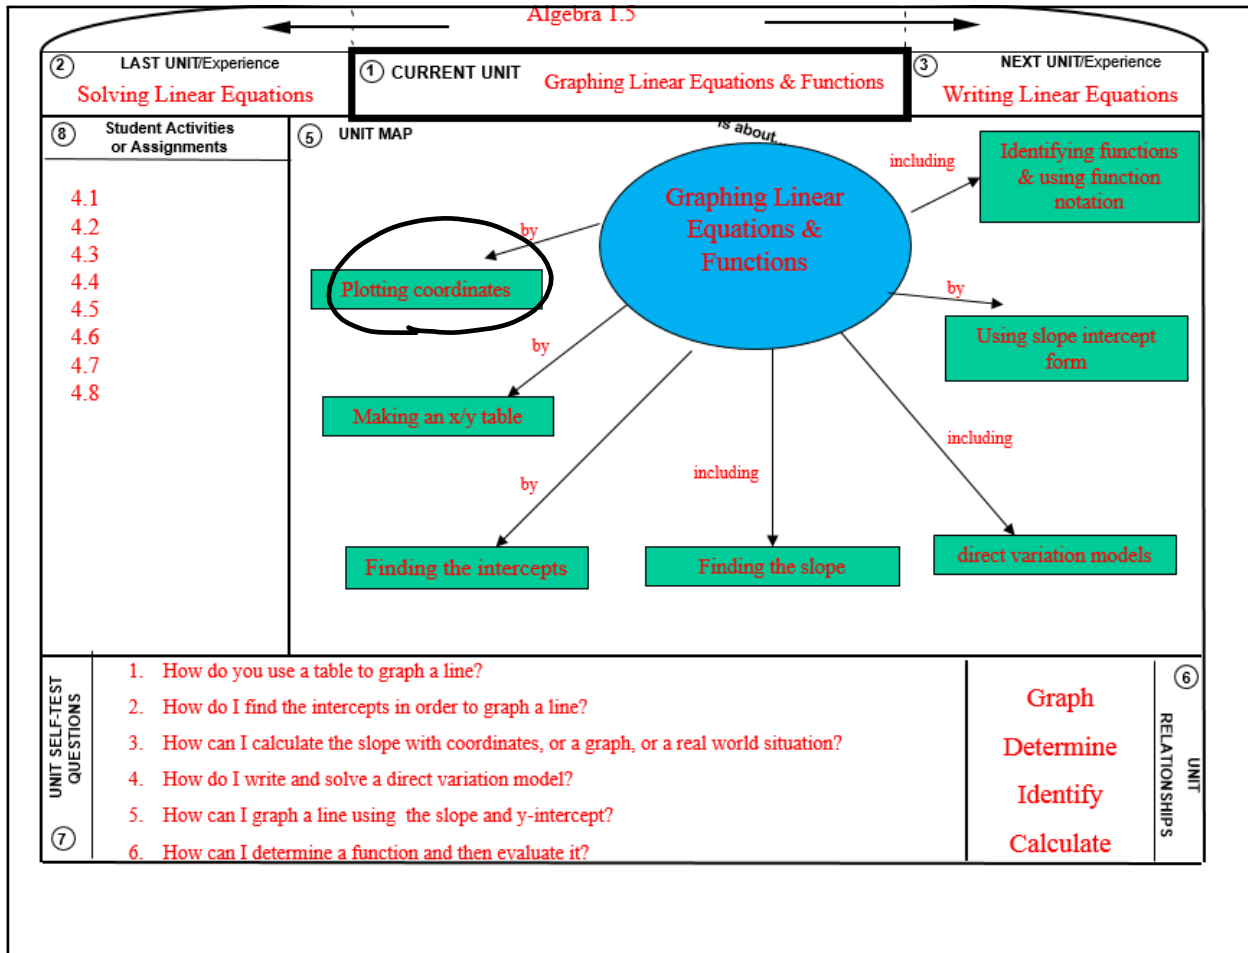 Algebra 1.5
2 LAST UNIT/Experience
Solving Linear Equations
1 CURRENT UNIT Graphing Linear Equations & Functions
3 NEXT UNIT/Experience
Writing Linear Equations
8 Student Activities
or Assignments
4.1
4.2
4.3
4.4
4.5
4.6
4.7
4.8
5 UNIT MAP
is about...
Graphing Linear
Equations &
Functions
including
Identifying functions
& using function
notation
by
Plotting coordinates
by
Using slope intercept
form
by
Making an x/y table
including
direct variation models
by
Finding the intercepts
including
Finding the slope
UNIT SELF-TEST
QUESTIONS
7
1. How do you use a table to graph a line?
2. How do I find the intercepts in order to graph a line?
3. How can I calculate the slope with coordinates, or a graph, or a real world situation?
4. How do I write and solve a direct variation model?
5. How can I graph a line using the slope and y-intercept?
6. How can I determine a function and then evaluate it?
Graph
Determine
Identify
Calculate
6
UNIT
RELATIONSHIPS